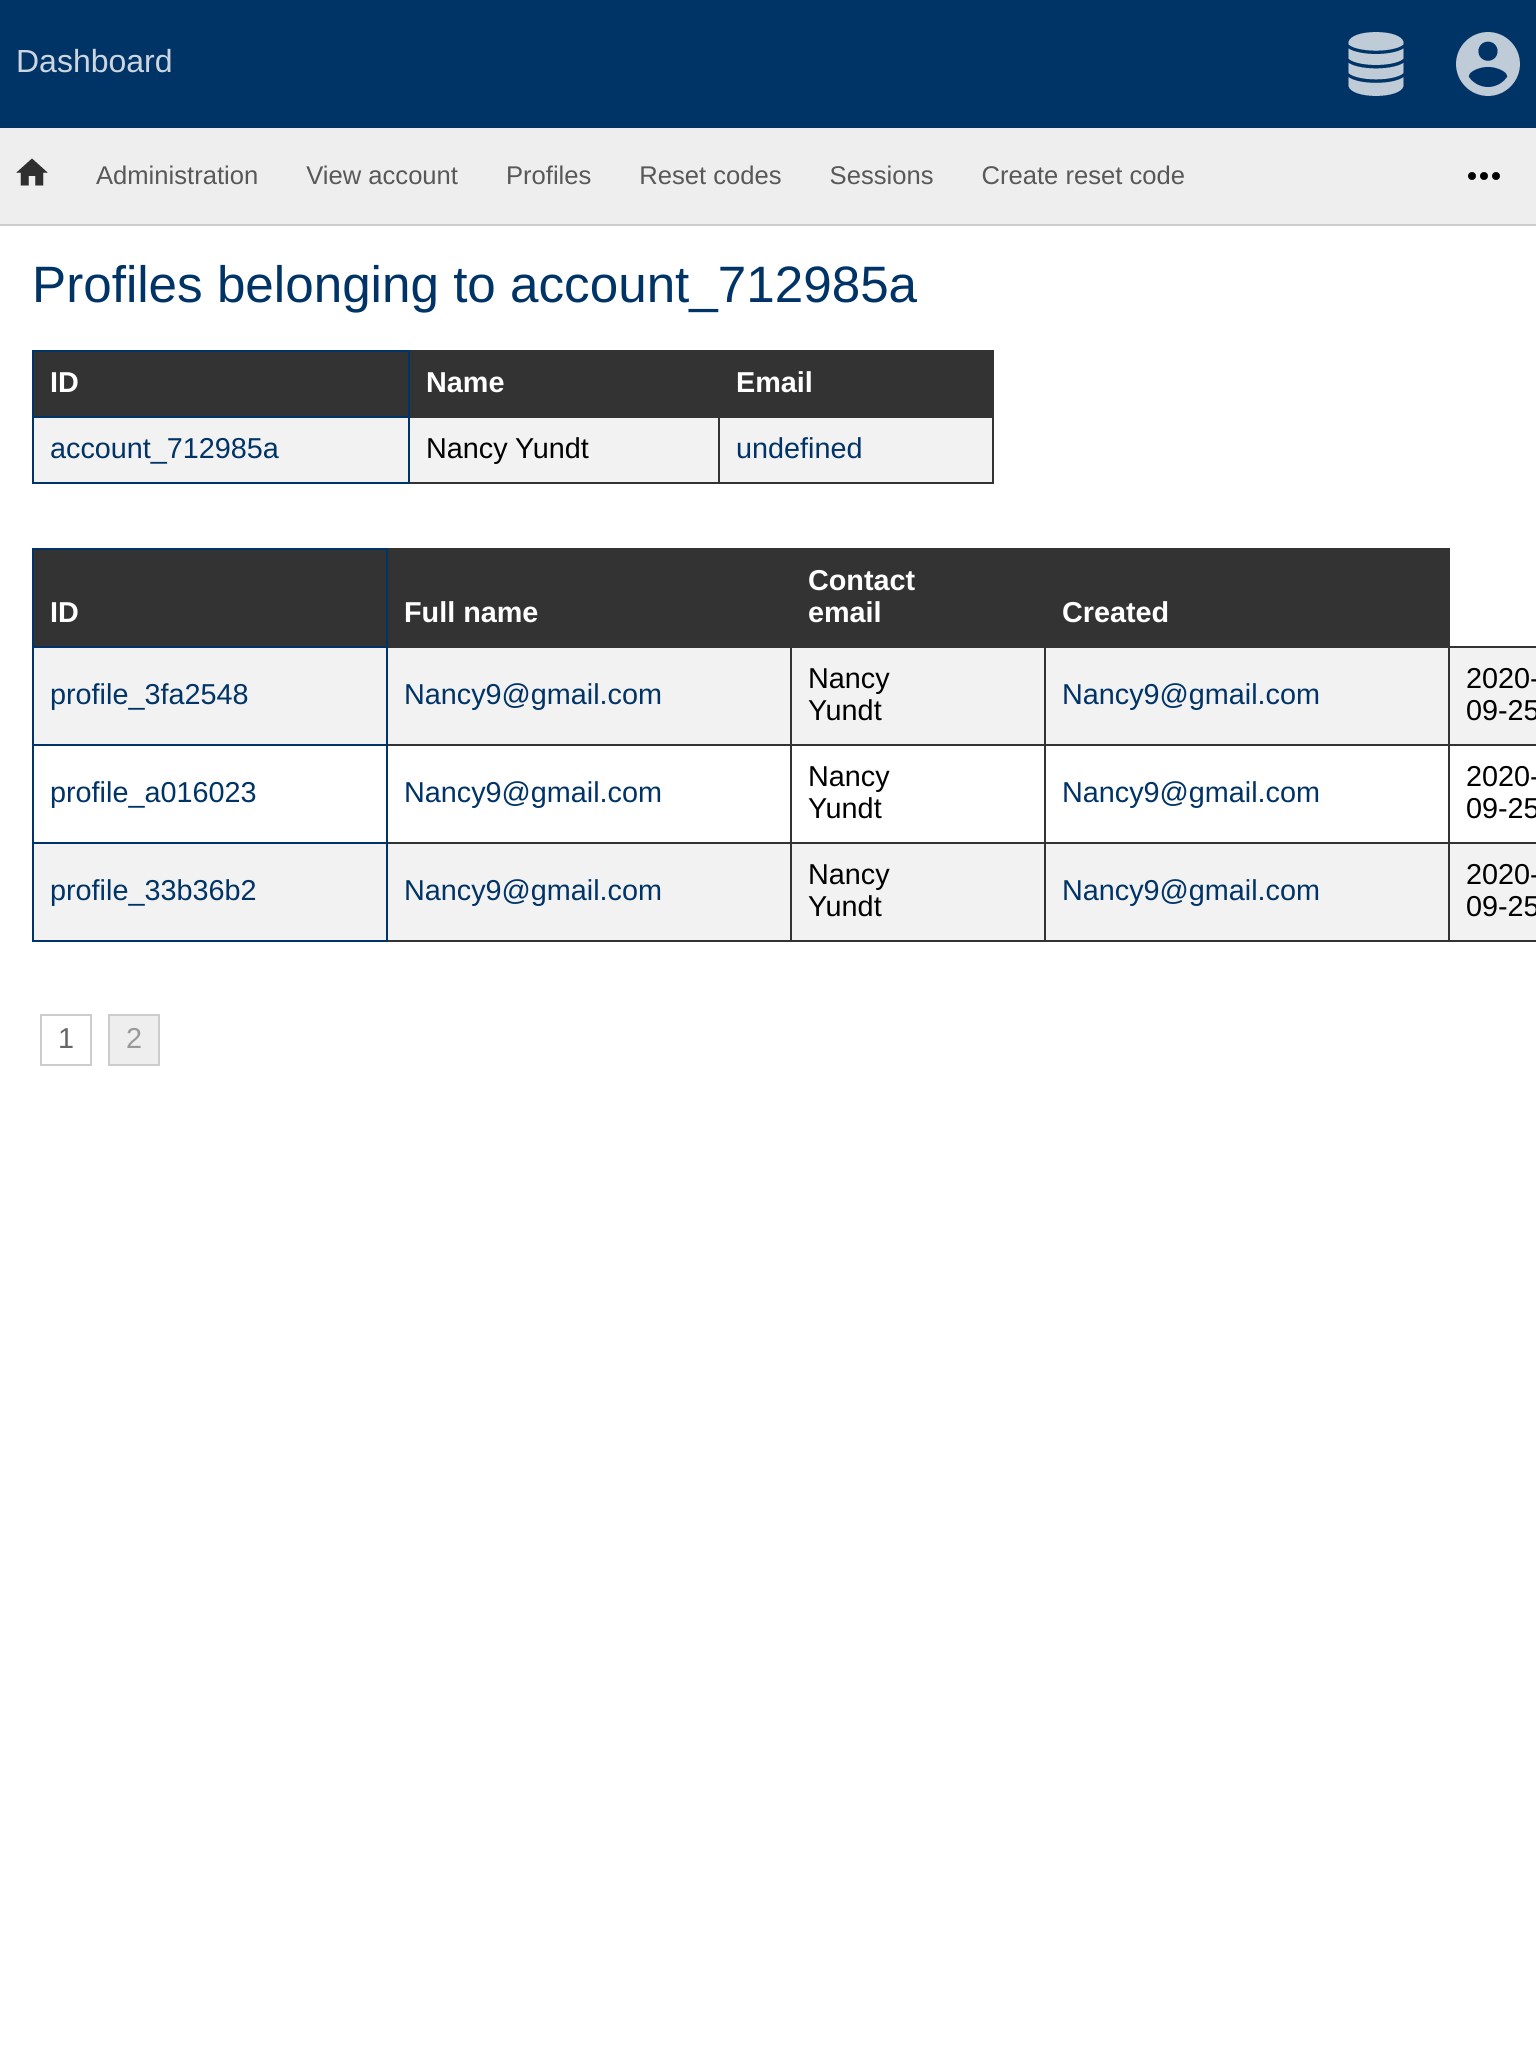 Dashboard
Administration View account Profiles Reset codes Sessions Create reset code
Profiles belonging to account_712985a
ID Name Email
account_712985a Nancy Yundt undefined
ID Full name Contact email Created
profile_3fa2548 Nancy9@gmail.com Nancy Yundt Nancy9@gmail.com 2020-09-25
profile_a016023 Nancy9@gmail.com Nancy Yundt Nancy9@gmail.com 2020-09-25
profile_33b36b2 Nancy9@gmail.com Nancy Yundt Nancy9@gmail.com 2020-09-25
1 2